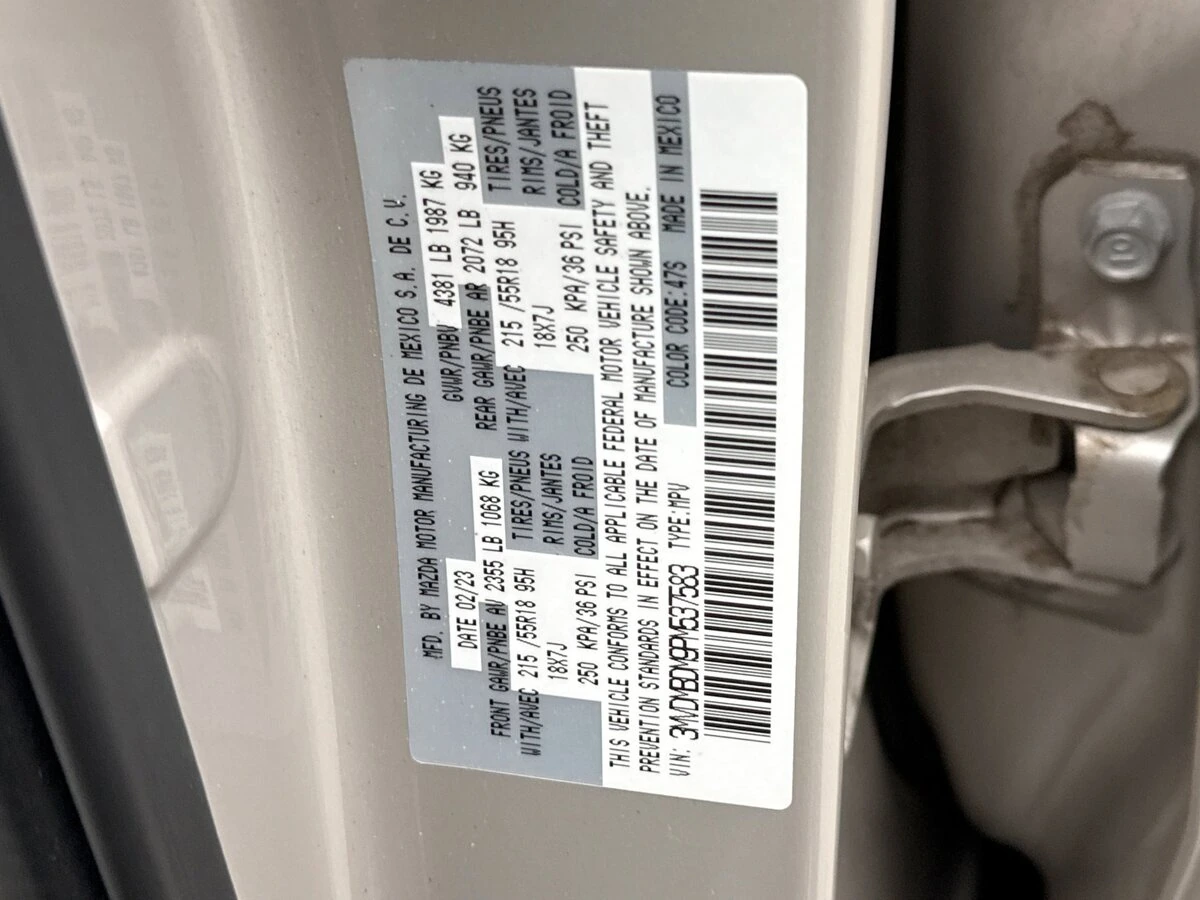 MFD. BY MAZDA MOTOR MANUFACTURING DE MEXICO S.A. DE C.V.
DATE 02/23 GVWR/PNBV 4381 LB 1987 KG
FRONT GAWR/PNBE AV 2355 LB 1068 KG REAR GAWR/PNBE AR 2072 LB 940 KG
WITH/AVEC 215 /55R18 95H TIRES/PNEUS WITH/AVEC 215 /55R18 95H TIRES/PNEUS
18X7J RIMS/JANTES 18X7J RIMS/JANTES
250 KPA/36 PSI COLD/A FROID 250 KPA/36 PSI COLD/A FROID
THIS VEHICLE CONFORMS TO ALL APPLICABLE FEDERAL MOTOR VEHICLE SAFETY AND THEFT
PREVENTION STANDARDS IN EFFECT ON THE DATE OF MANUFACTURE SHOWN ABOVE.
VIN: 3MVDMBDM9PM537583 TYPE:MPV COLOR CODE:47S MADE IN MEXICO